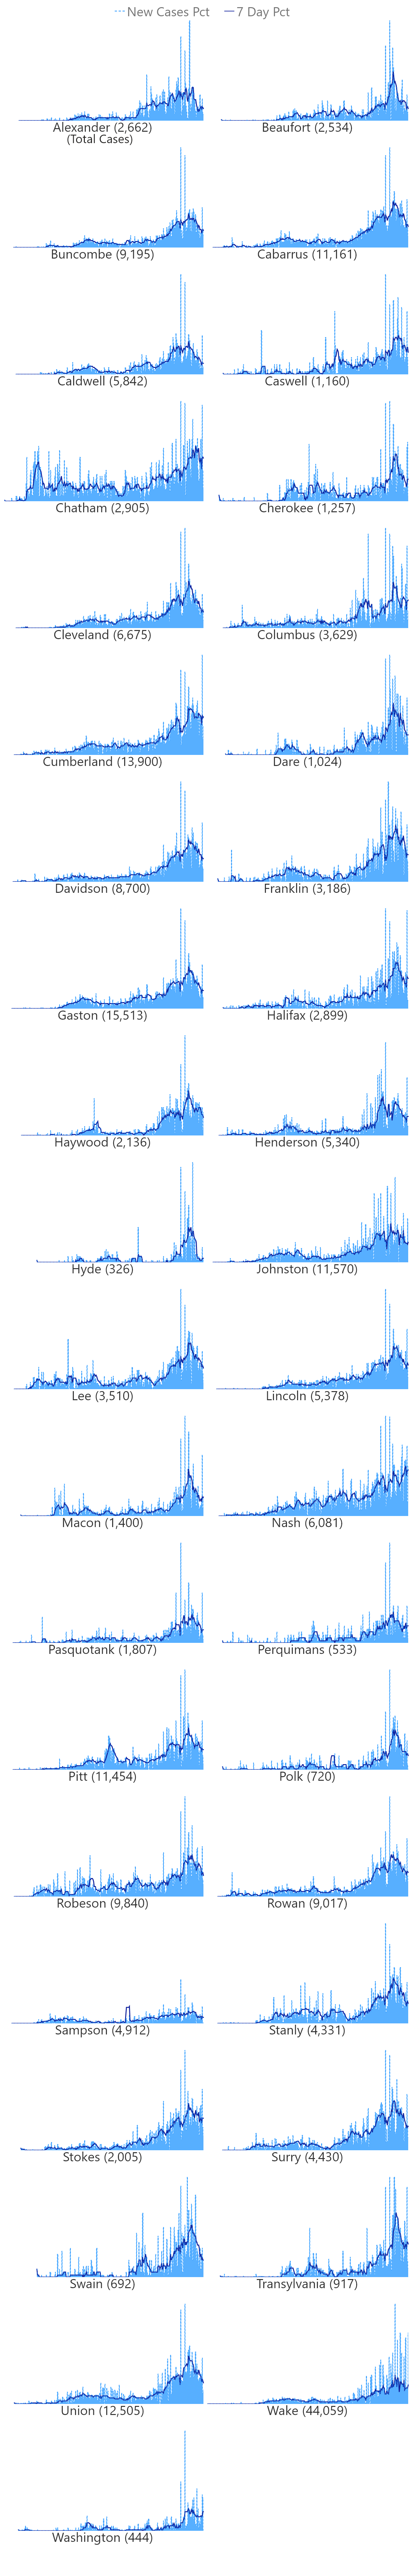 New Cases Pct 7 Day Pct
Alexander (2,662) Beaufort (2,534)
(Total Cases)
Buncombe (9,195) Cabarrus (11,161)
Caldwell (5,842) Caswell (1,160)
Chatham (2,905) Cherokee (1,257)
Cleveland (6,675) Columbus (3,629)
Cumberland (13,900) Dare (1,024)
Davidson (8,700) Franklin (3,186)
Gaston (15,513) Halifax (2,899)
Haywood (2,136) Henderson (5,340)
Hyde (326) Johnston (11,570)
Lee (3,510) Lincoln (5,378)
Macon (1,400) Nash (6,081)
Pasquotank (1,807) Perquimans (533)
Pitt (11,454) Polk (720)
Robeson (9,840) Rowan (9,017)
Sampson (4,912) Stanly (4,331)
Stokes (2,005) Surry (4,430)
Swain (692) Transylvania (917)
Union (12,505) Wake (44,059)
Washington (444)